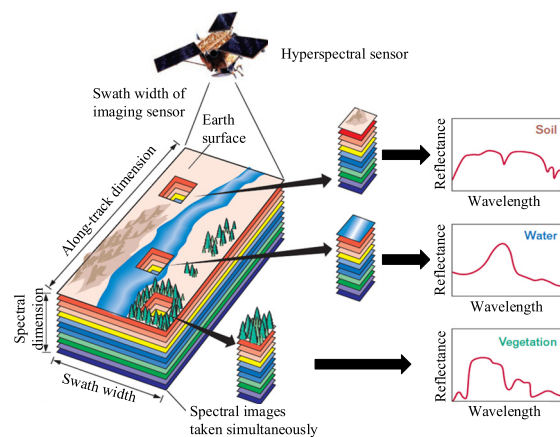 Hyperspectral sensor
Swath width of
imaging sensor
Earth
surface
Along-track dimension
Spectral
dimension
Swath width
Spectral images
taken simultaneously
Reflectance
Soil
Wavelength
Reflectance
Water
Wavelength
Reflectance
Vegetation
Wavelength